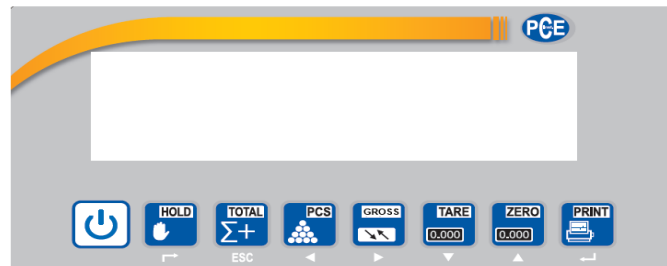 PCE
HOLD TOTAL PCS GROSS TARE ZERO PRINT
Σ+ 0.000 0.000
ESC